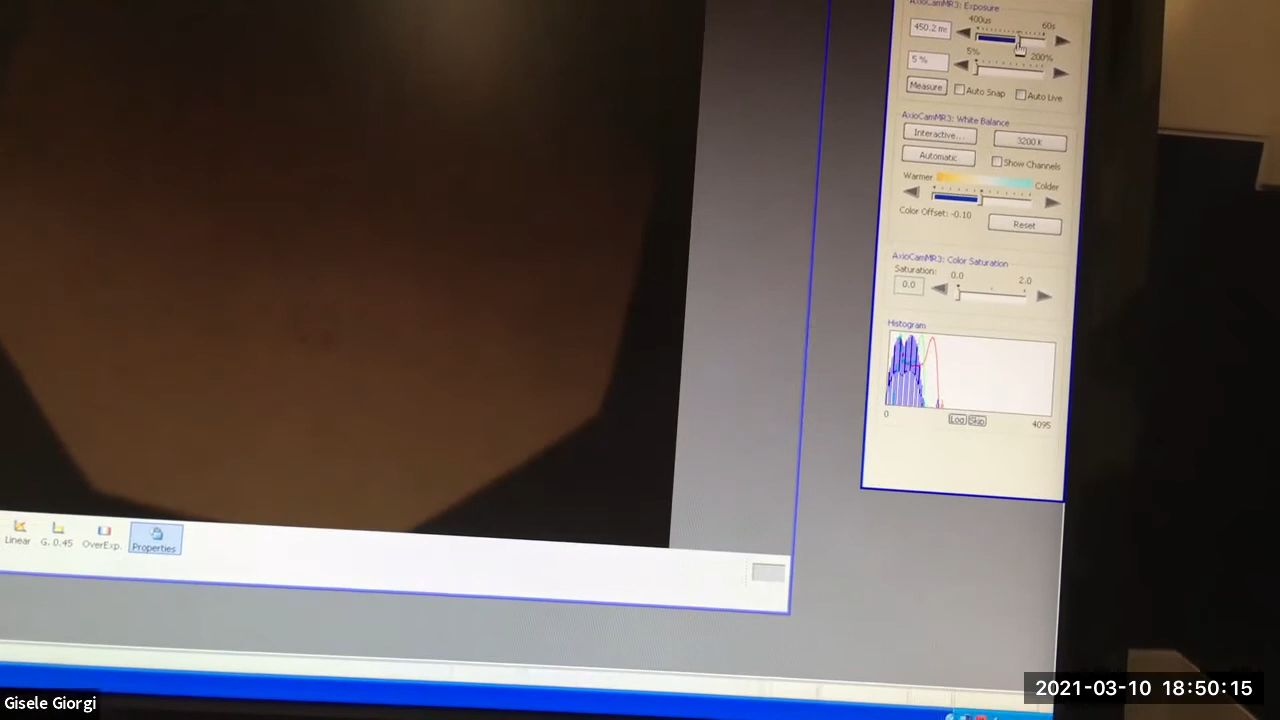 AxioCamMR3: Exposure
400us 60s
450.2 ms
5% 200%
5 %
Measure Auto Snap Auto Live
AxioCamMR3: White Balance
Interactive... 3200 K
Automatic Show Channels
Warmer Colder
Color Offset: -0.10 Reset
AxioCamMR3: Color Saturation
Saturation: 0.0 2.0
0.0
Histogram
0 Log Skip 4095
Linear G. 0.45 OverExp. Properties
Gisele Giorgi
2021-03-10 18:50:15